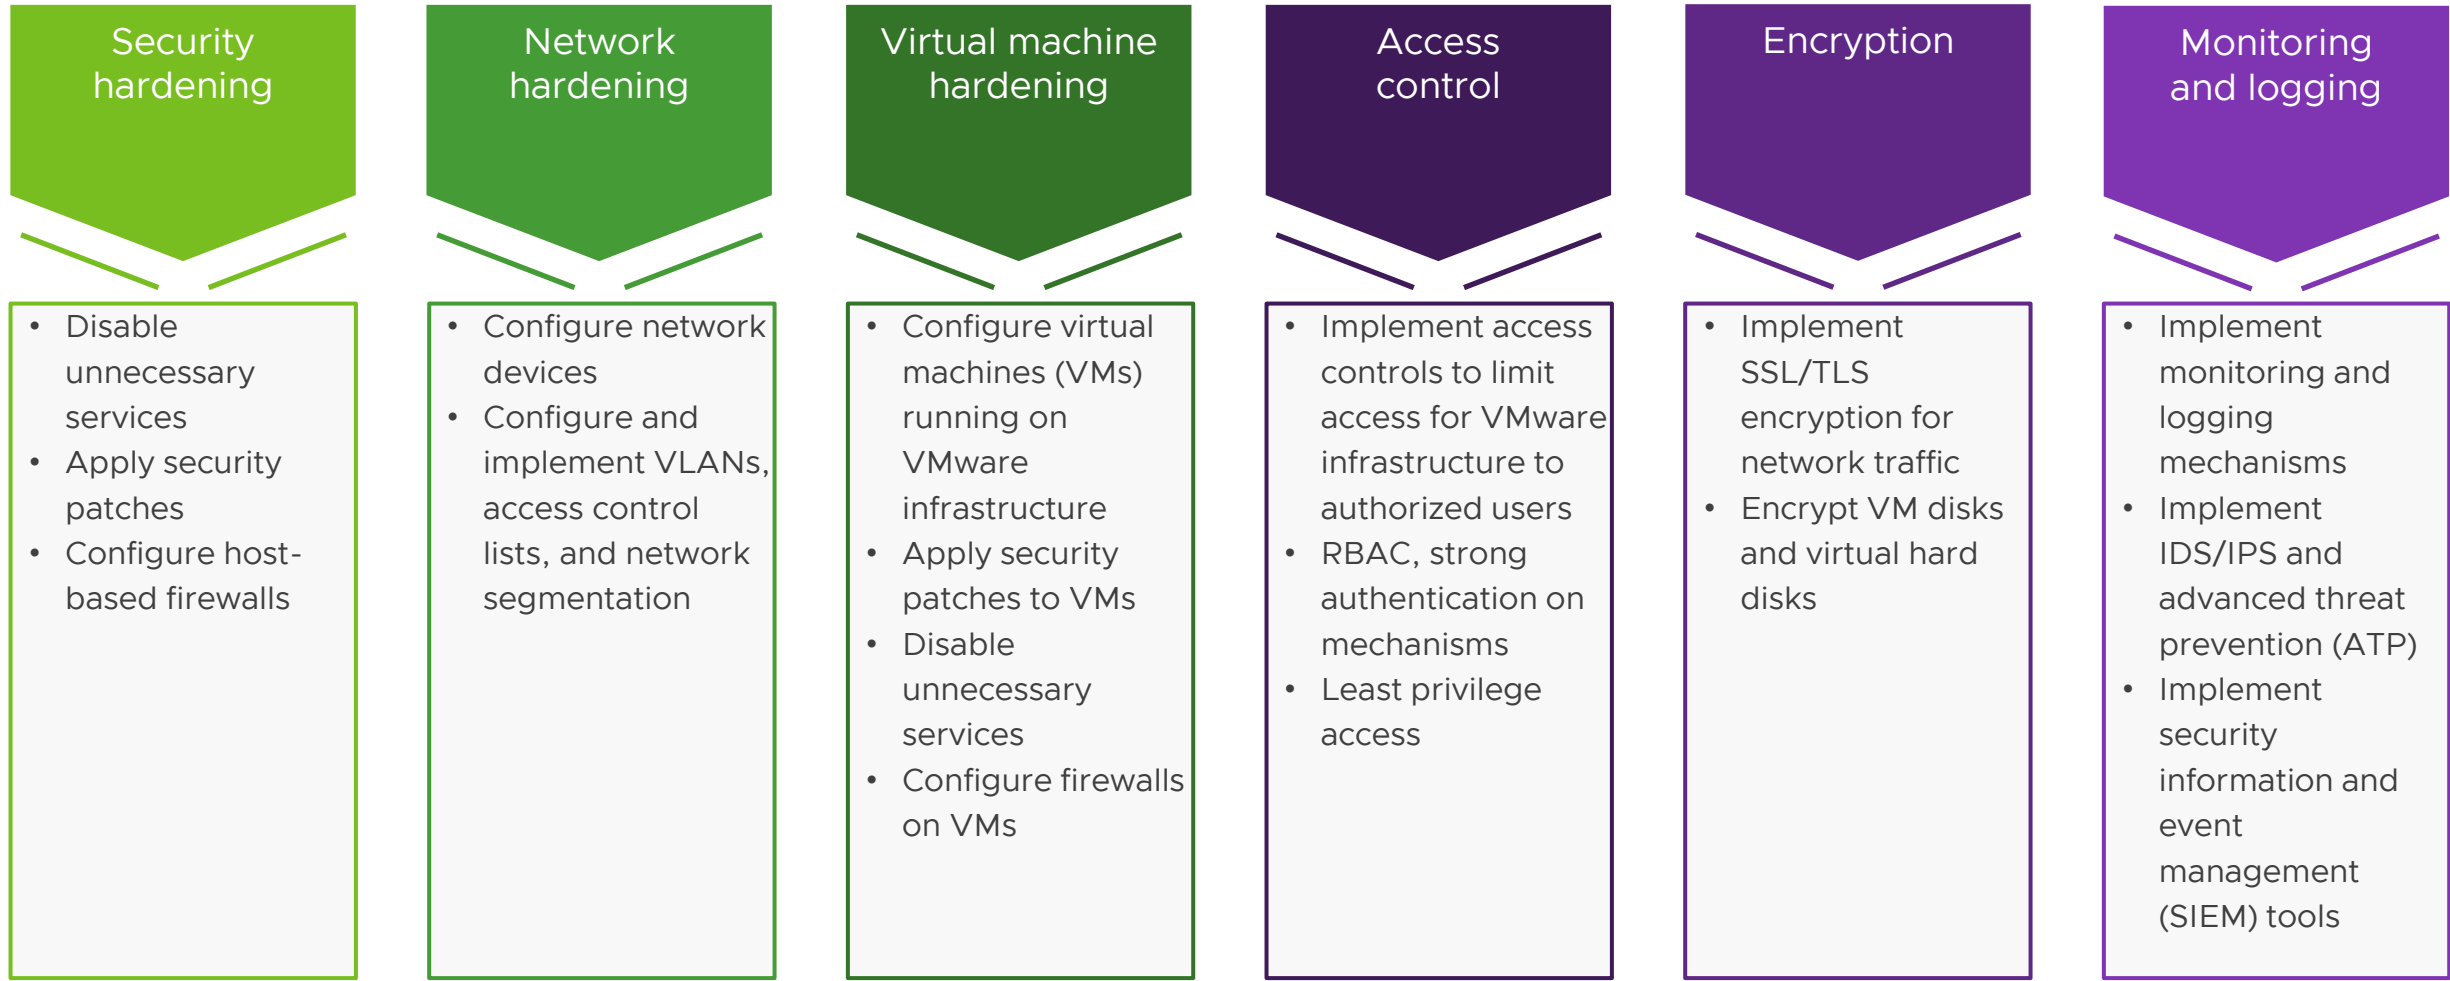 Security
hardening
• Disable
unnecessary
services
• Apply security
patches
• Configure host-
based firewalls
Network
hardening
• Configure network
devices
• Configure and
implement VLANs,
access control
lists, and network
segmentation
Virtual machine
hardening
• Configure virtual
machines (VMs)
running on
VMware
infrastructure
• Apply security
patches to VMs
• Disable
unnecessary
services
• Configure firewalls
on VMs
Access
control
• Implement access
controls to limit
access for VMware
infrastructure to
authorized users
• RBAC, strong
authentication on
mechanisms
• Least privilege
access
Encryption
• Implement
SSL/TLS
encryption for
network traffic
• Encrypt VM disks
and virtual hard
disks
Monitoring
and logging
• Implement
monitoring and
logging
mechanisms
• Implement
IDS/IPS and
advanced threat
prevention (ATP)
• Implement
security
information and
event
management
(SIEM) tools